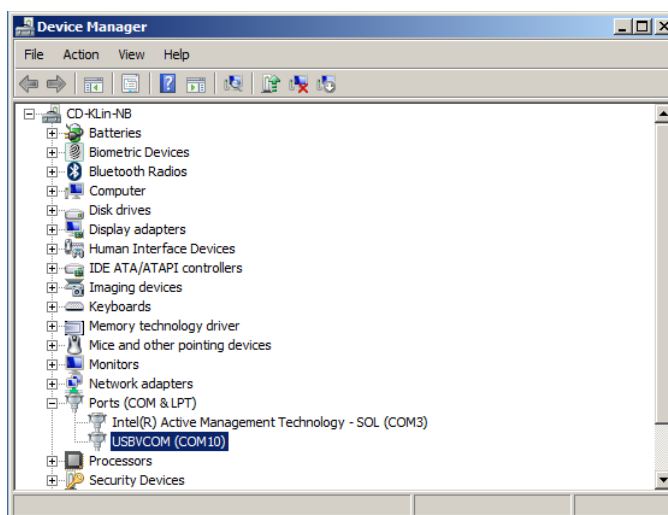 Device Manager
File Action View Help
CD-KLin-NB
Batteries
Biometric Devices
Bluetooth Radios
Computer
Disk drives
Display adapters
Human Interface Devices
IDE ATA/ATAPI controllers
Imaging devices
Keyboards
Memory technology driver
Mice and other pointing devices
Monitors
Network adapters
Ports (COM & LPT)
Intel(R) Active Management Technology - SOL (COM3)
USBVCOM (COM10)
Processors
Security Devices